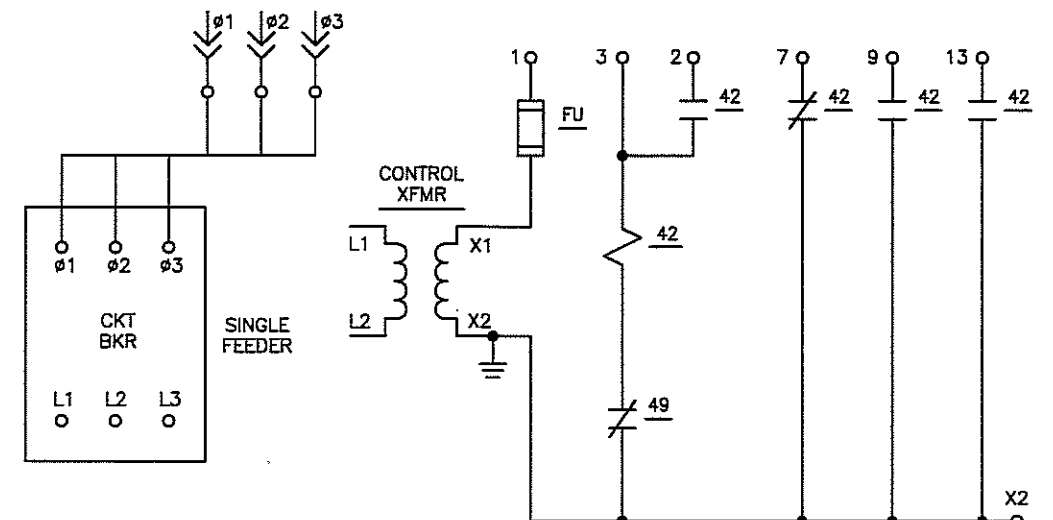 ø1 ø2 ø3
1 3 2 7 9 13
FU 42 42 42 42
CONTROL
XFMR
L1 X1
42
ø1 ø2 ø3
CKT
BKR
SINGLE
FEEDER
L2 X2
L1 L2 L3
49
X2